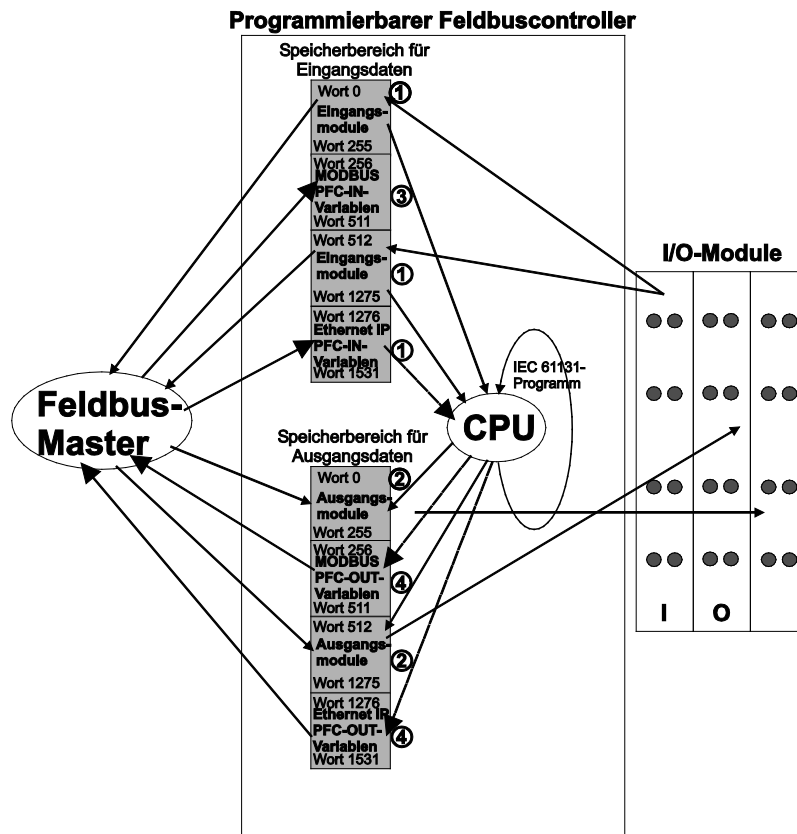 Programmierbarer Feldbuscontroller
Speicherbereich für
Eingangsdaten
Wort 0
1
Eingangs-
module
Wort 255
Wort 256
MODBUS
PFC-IN-
Variablen
3
Wort 511
Wort 512
Eingangs-
module
1
Wort 1275
Wort 1276
Ethernet IP
PFC-IN-
Variablen
1
Wort 1531
I/O-Module
IEC 61131-
Programm
Feldbus-
Master
CPU
Speicherbereich für
Ausgangsdaten
Wort 0
2
Ausgangs-
module
Wort 255
Wort 256
MODBUS
PFC-OUT-
Variablen
4
Wort 511
Wort 512
Ausgangs-
module
2
Wort 1275
Wort 1276
Ethernet IP
PFC-OUT-
Variablen
4
Wort 1531
I
O